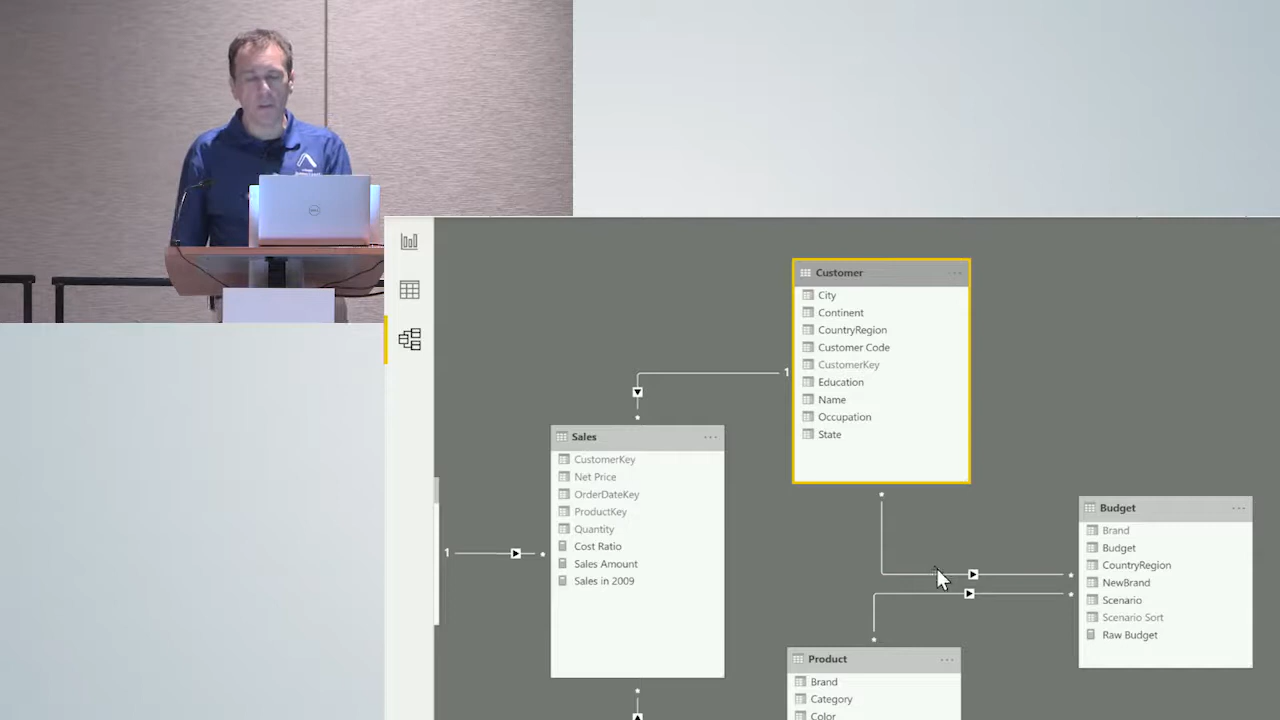 DELL
Customer
City
Continent
CountryRegion
Customer Code
CustomerKey
Education
Name
Occupation
State
1
*
Sales
CustomerKey
Net Price
OrderDateKey
ProductKey
Quantity
Cost Ratio
Sales Amount
Sales in 2009
1
*
*
*
*
*
*
Budget
Brand
Budget
CountryRegion
NewBrand
Scenario
Scenario Sort
Raw Budget
Product
Brand
Category
Color